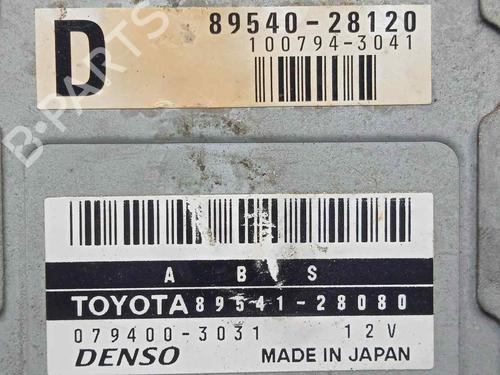 D
89540-28120
100794-3041
B-PARTS
A B S
TOYOTA 89541-28080
079400-3031 12V
DENSO MADE IN JAPAN